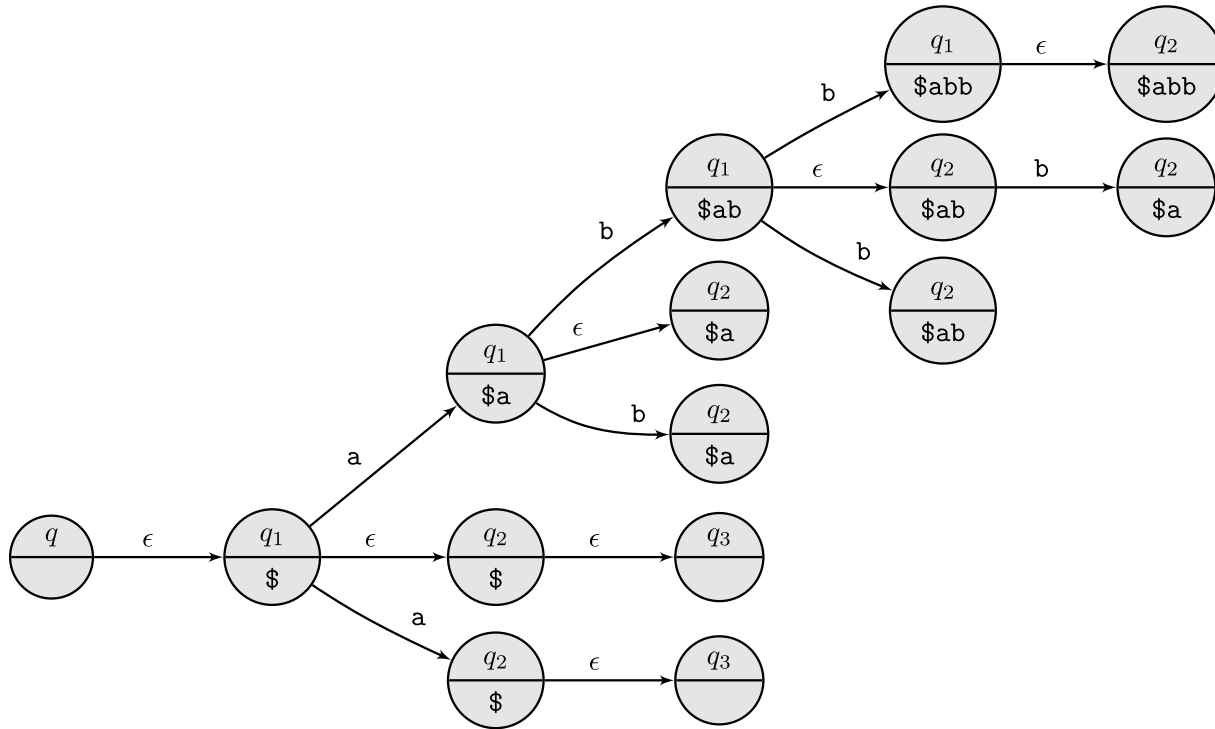 q₁ ϵ q₂
$abb $abb
b
q₁ ϵ q₂ b q₂
$ab $ab $a
b b
q₂ q₂
ϵ $a $ab
q₁
$a b q₂
$a
a
q ϵ q₁ ϵ q₂ ϵ q₃
$ $
a
q₂ ϵ q₃
$